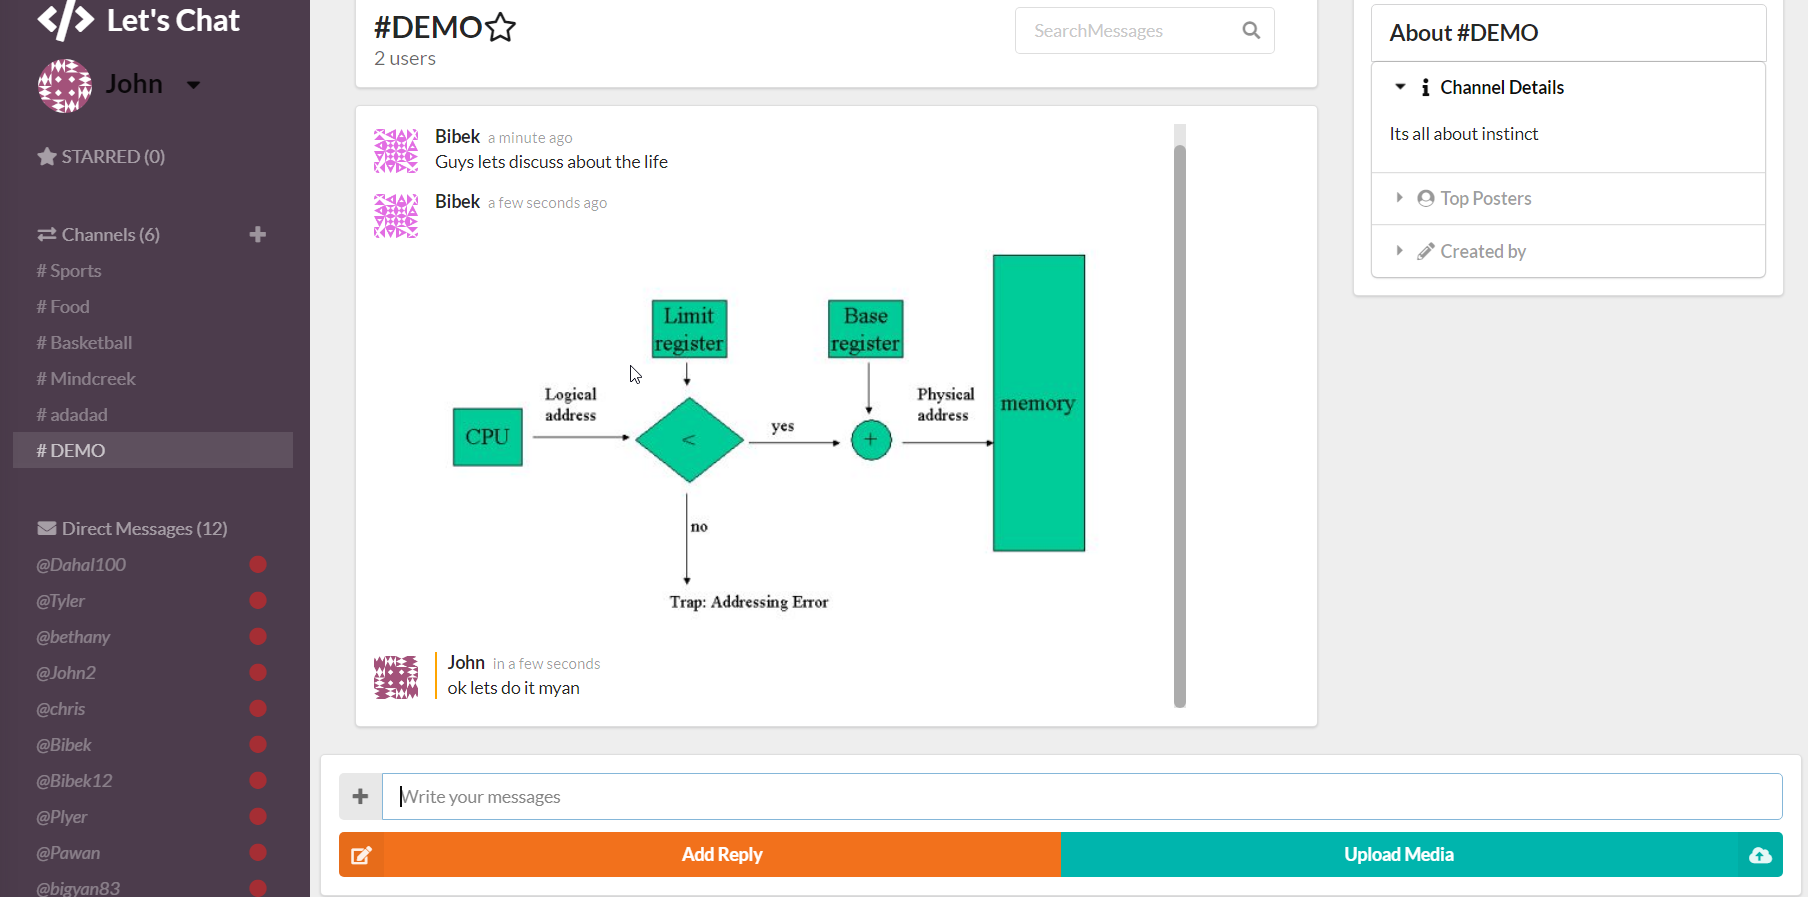 Let's Chat
John
STARRED (0)
Channels (6)
# Sports
# Food
# Basketball
# Mindcreek
# adadad
# DEMO
Direct Messages (12)
@Dahal100
@Tyler
@bethany
@John2
@chris
@Bibek
@Bibek12
@Plyer
@Pawan
@bigyan83
#DEMO
2 users
SearchMessages
Bibek a minute ago
Guys lets discuss about the life
Bibek a few seconds ago
Limit
register
Base
register
Logical
address
Physical
address
CPU
<
yes
+
memory
no
Trap: Addressing Error
John in a few seconds
ok lets do it myan
Write your messages
Add Reply
Upload Media
About #DEMO
Channel Details
Its all about instinct
Top Posters
Created by